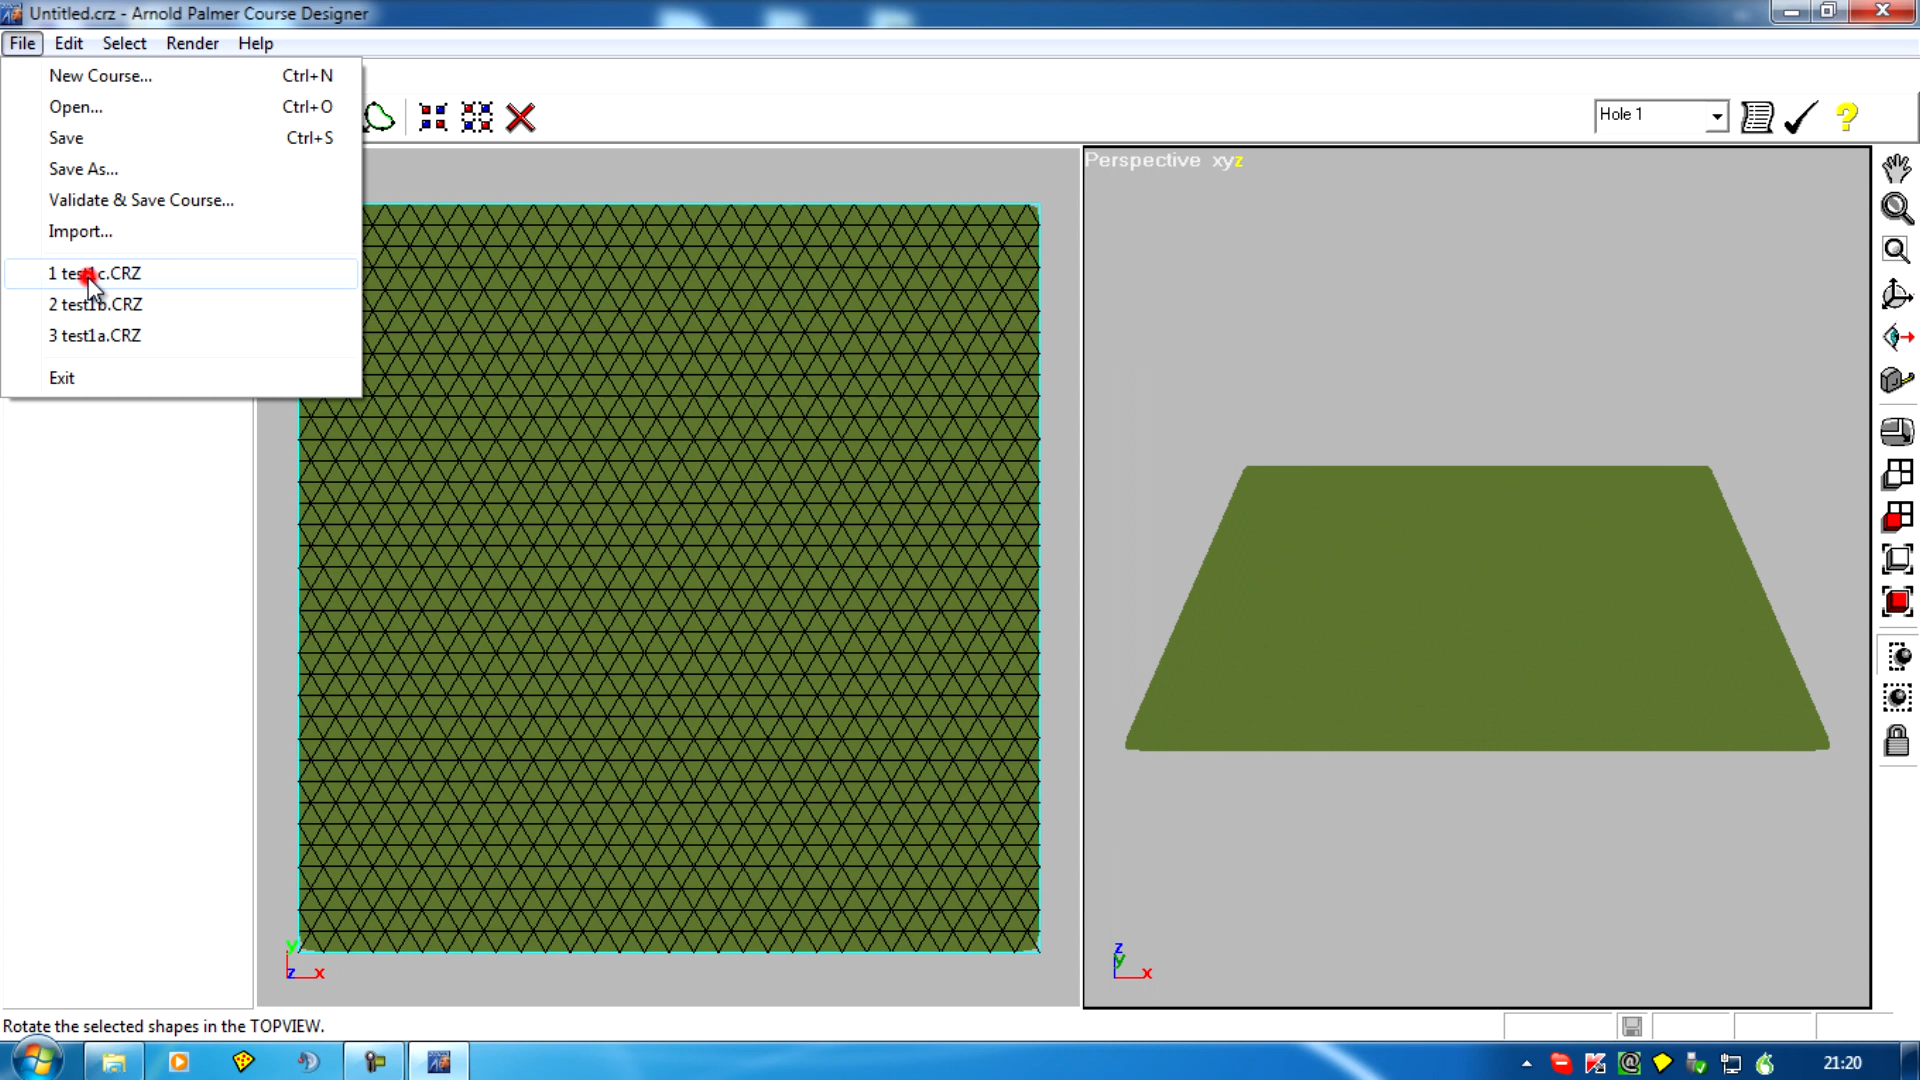 Untitled.crz - Arnold Palmer Course Designer
File Edit Select Render Help
New Course... Ctrl+N
Open... Ctrl+O
Save Ctrl+S
Save As...
Validate & Save Course...
Import...
1 test1c.CRZ
2 test1b.CRZ
3 test1a.CRZ
Exit
Hole 1
Perspective xyz
y
z x
z
y
x
Rotate the selected shapes in the TOPVIEW.
21:20